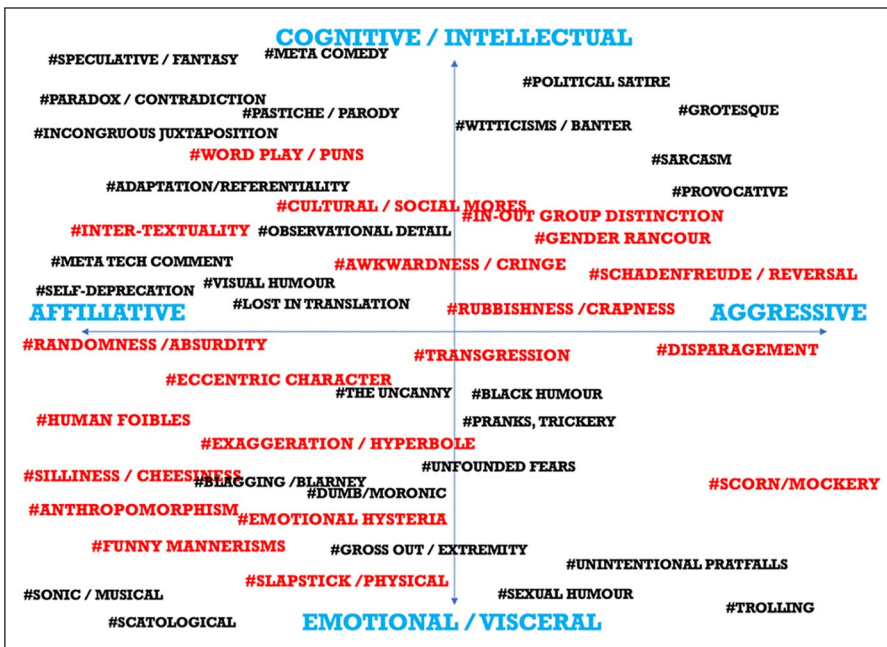 COGNITIVE / INTELLECTUAL
#SPECULATIVE / FANTASY
#META COMEDY
#POLITICAL SATIRE
#PARADOX / CONTRADICTION
#PASTICHE / PARODY
#GROTESQUE
#INCONGRUOUS JUXTAPOSITION
#WITTICISMS / BANTER
#WORD PLAY / PUNS
#SARCASM
#ADAPTATION/REFERENTIALITY
#PROVOCATIVE
#CULTURAL / SOCIAL MORES
#IN-OUT GROUP DISTINCTION
#INTER-TEXTUALITY
#OBSERVATIONAL DETAIL
#GENDER RANCOUR
#META TECH COMMENT
#AWKWARDNESS / CRINGE
#SCHADENFREUDE / REVERSAL
#SELF-DEPRECATION
#VISUAL HUMOUR
#LOST IN TRANSLATION
#RUBBISHNESS /CRAPNESS
AFFILIATIVE
AGGRESSIVE
#RANDOMNESS /ABSURDITY
#TRANSGRESSION
#DISPARAGEMENT
#ECCENTRIC CHARACTER
#THE UNCANNY
#BLACK HUMOUR
#HUMAN FOIBLES
#PRANKS, TRICKERY
#EXAGGERATION / HYPERBOLE
#UNFOUNDED FEARS
#SILLINESS / CHEESINESS
#BLAGGING /BLARNEY
#SCORN/MOCKERY
#DUMB/MORONIC
#ANTHROPOMORPHISM
#EMOTIONAL HYSTERIA
#FUNNY MANNERISMS
#GROSS OUT / EXTREMITY
#UNINTENTIONAL PRATFALLS
#SLAPSTICK /PHYSICAL
#SONIC / MUSICAL
#SEXUAL HUMOUR
#TROLLING
#SCATOLOGICAL
EMOTIONAL / VISCERAL